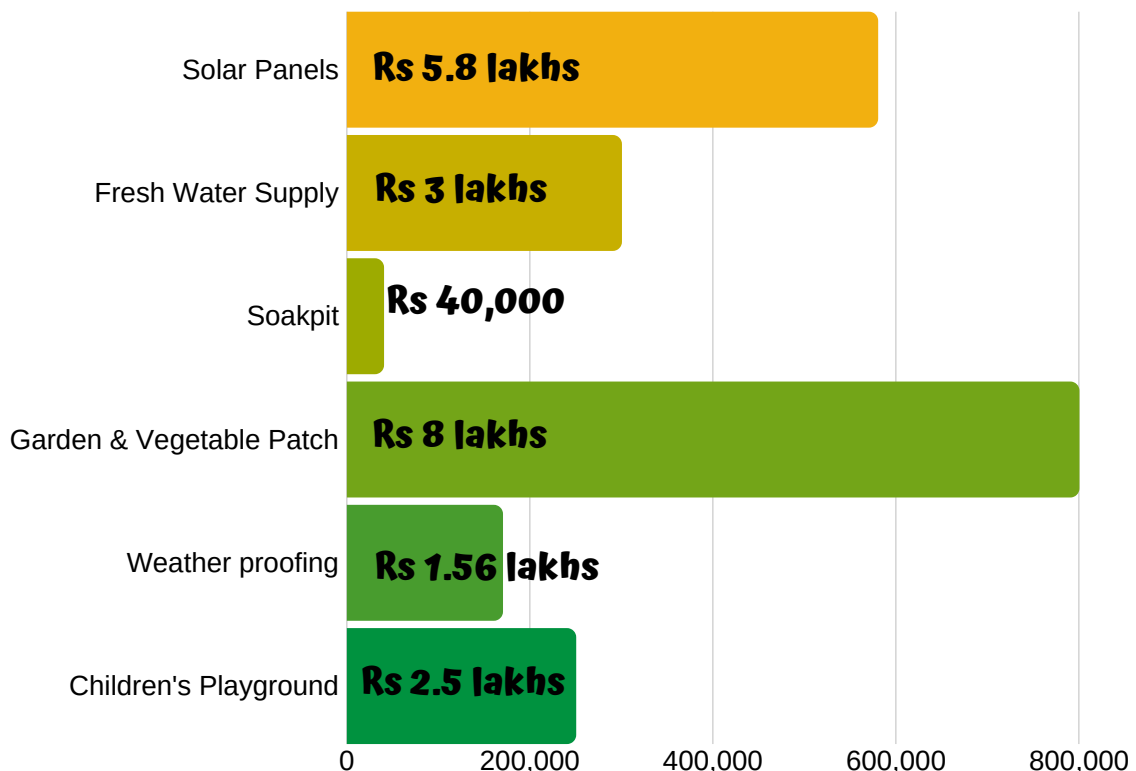 Solar Panels Rs 5.8 lakhs
Fresh Water Supply Rs 3 lakhs
Soakpit Rs 40,000
Garden & Vegetable Patch Rs 8 lakhs
Weather proofing Rs 1.56 lakhs
Children's Playground Rs 2.5 lakhs
0 200,000 400,000 600,000 800,000